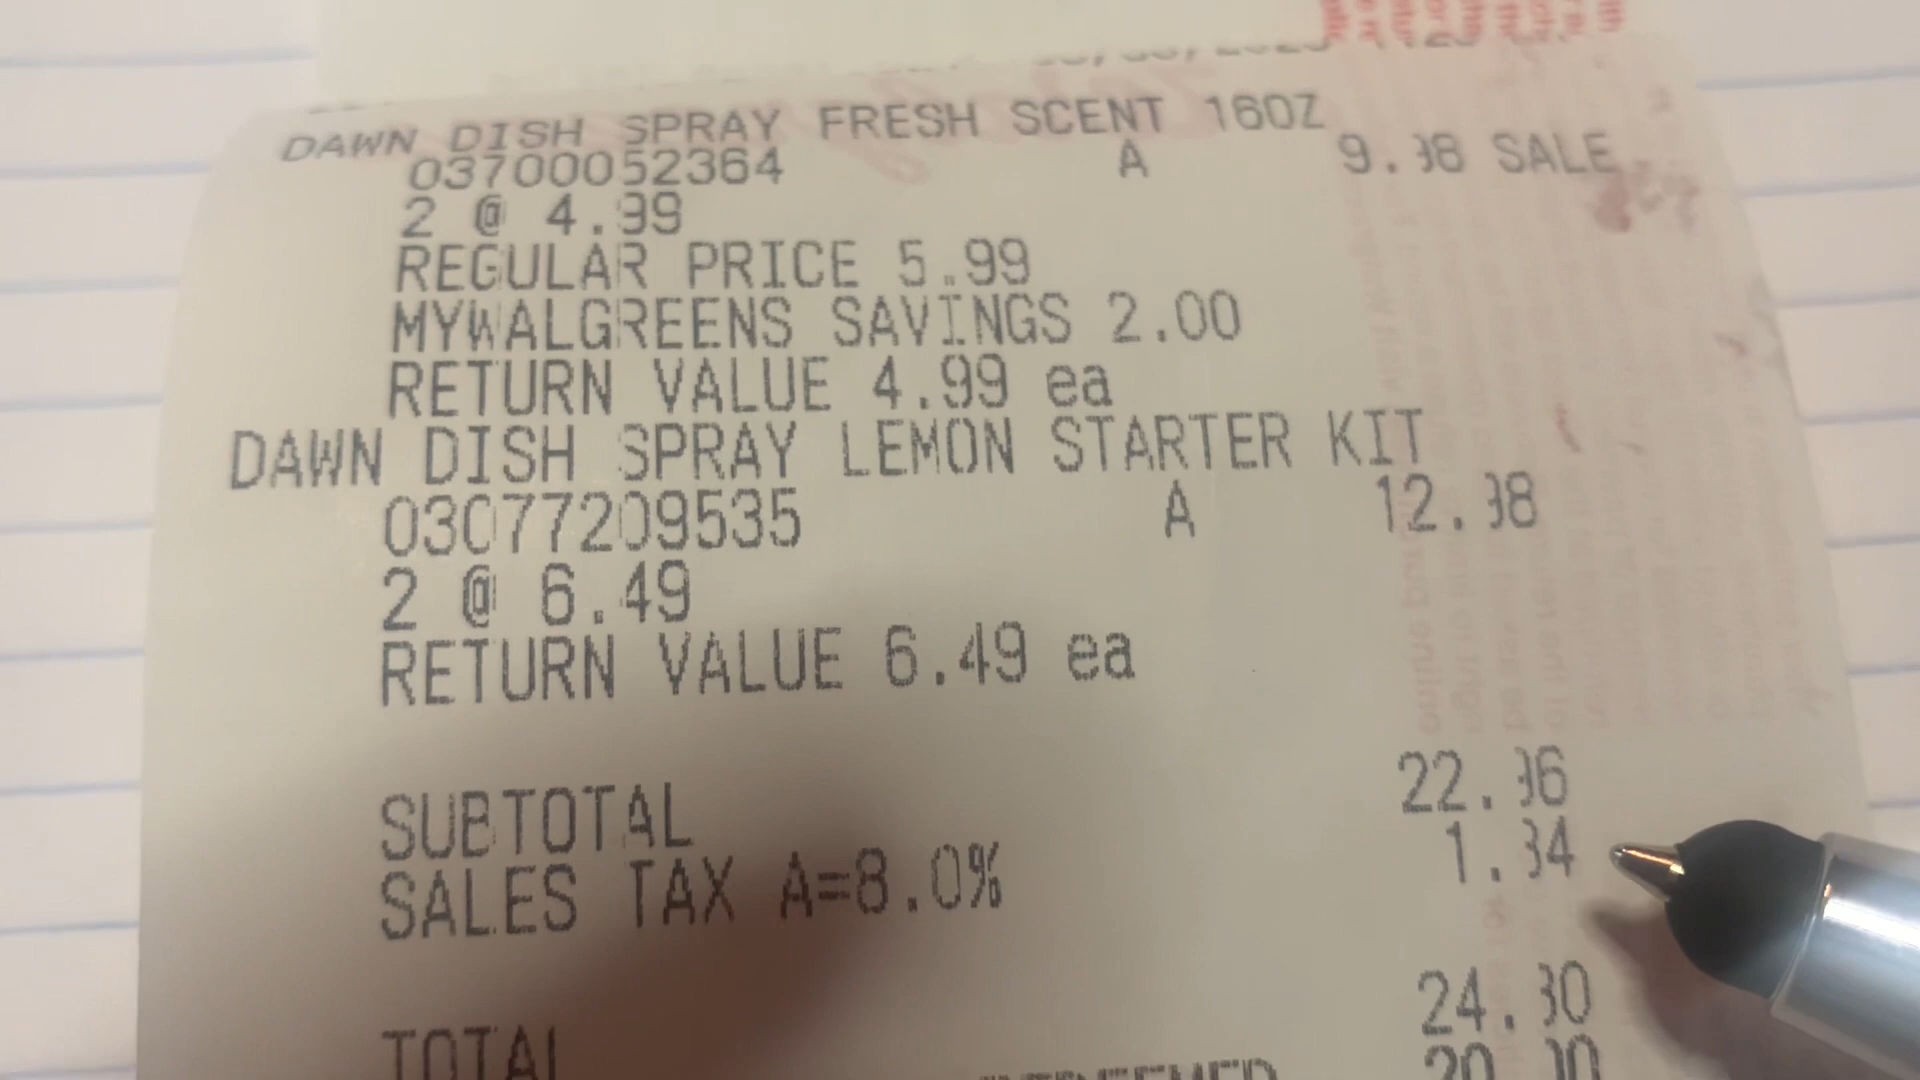 DAWN DISH SPRAY FRESH SCENT 16OZ
03700052364 A 9.98 SALE
2 @ 4.99
REGULAR PRICE 5.99
MYWALGREENS SAVINGS 2.00
RETURN VALUE 4.99 ea
DAWN DISH SPRAY LEMON STARTER KIT
03077209535 A 12.98
2 @ 6.49
RETURN VALUE 6.49 ea
SUBTOTAL 22.96
SALES TAX A=8.0% 1.84
TOTAL 24.80